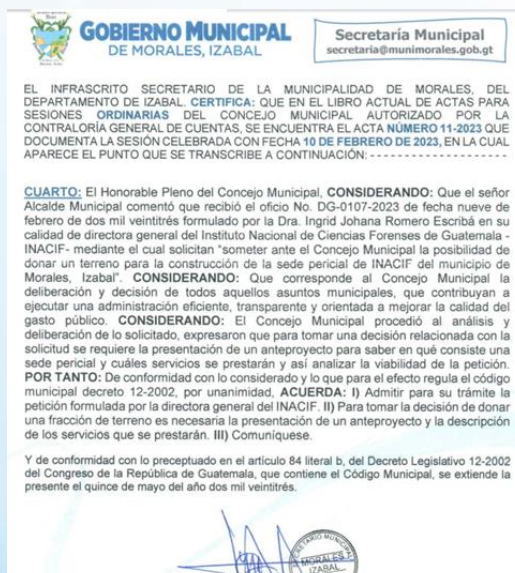 GOBIERNO MUNICIPAL
DE MORALES, IZABAL
Secretaría Municipal
secretaria@munimorales.gob.gt
EL INFRASCRITO SECRETARIO DE LA MUNICIPALIDAD DE MORALES, DEL
DEPARTAMENTO DE IZABAL. CERTIFICA: QUE EN EL LIBRO ACTUAL DE ACTAS PARA
SESIONES ORDINARIAS DEL CONCEJO MUNICIPAL AUTORIZADO POR LA
CONTRALORÍA GENERAL DE CUENTAS, SE ENCUENTRA EL ACTA NÚMERO 11-2023 QUE
DOCUMENTA LA SESIÓN CELEBRADA CON FECHA 10 DE FEBRERO DE 2023, EN LA CUAL
APARECE EL PUNTO QUE SE TRANSCRIBE A CONTINUACIÓN: - - - - - - - - - - - - - - - - - - - -
CUARTO: El Honorable Pleno del Concejo Municipal, CONSIDERANDO: Que el señor
Alcalde Municipal comentó que recibió el oficio No. DG-0107-2023 de fecha nueve de
febrero de dos mil veintitrés formulado por la Dra. Ingrid Johana Romero Escribá en su
calidad de directora general del Instituto Nacional de Ciencias Forenses de Guatemala -
INACIF- mediante el cual solicitan "someter ante el Concejo Municipal la posibilidad de
donar un terreno para la construcción de la sede pericial de INACIF del municipio de
Morales, Izabal". CONSIDERANDO: Que corresponde al Concejo Municipal la
deliberación y decisión de todos aquellos asuntos municipales, que contribuyan a
ejecutar una administración eficiente, transparente y orientada a mejorar la calidad del
gasto público. CONSIDERANDO: El Concejo Municipal procedió al análisis y
deliberación de lo solicitado, expresaron que para tomar una decisión relacionada con la
solicitud se requiere la presentación de un anteproyecto para saber en qué consiste una
sede pericial y cuáles servicios se prestarán y así analizar la viabilidad de la petición.
POR TANTO: De conformidad con lo considerado y lo que para el efecto regula el código
municipal decreto 12-2002, por unanimidad, ACUERDA: I) Admitir para su trámite la
petición formulada por la directora general del INACIF. II) Para tomar la decisión de donar
una fracción de terreno es necesaria la presentación de un anteproyecto y la descripción
de los servicios que se prestarán. III) Comuníquese.
Y de conformidad con lo preceptuado en el artículo 84 literal b, del Decreto Legislativo 12-2002
del Congreso de la República de Guatemala, que contiene el Código Municipal, se extiende la
presente el quince de mayo del año dos mil veintitrés.
MORALES
IZABAL